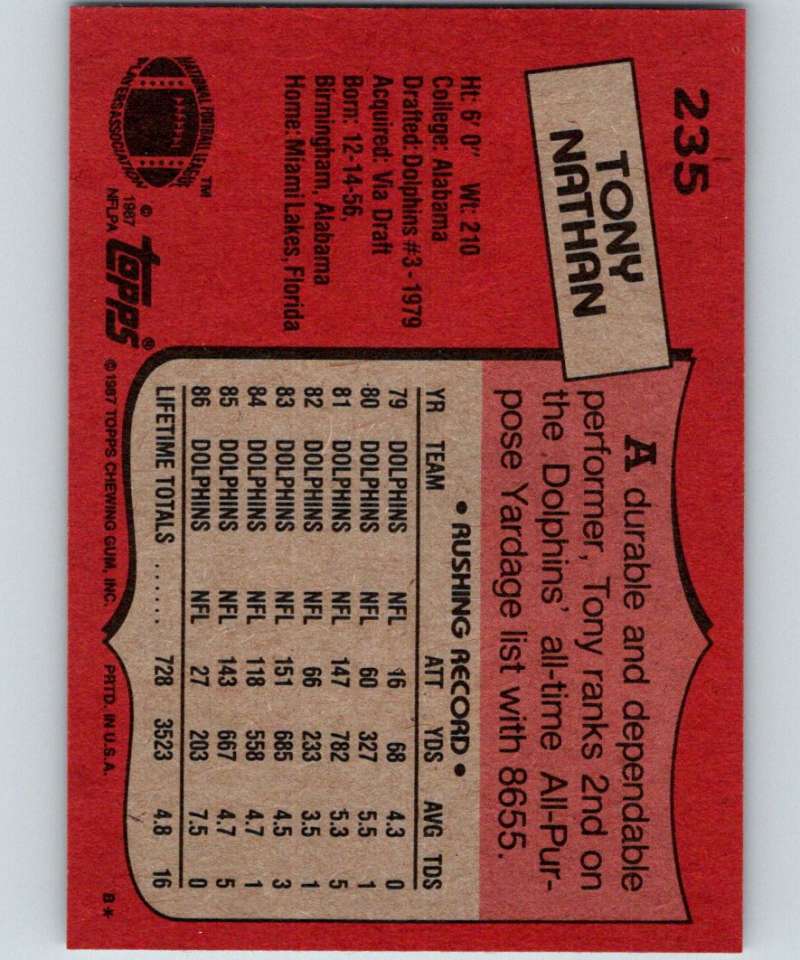 235
TONY
NATHAN
Ht: 6' 0" Wt: 210
College: Alabama
Drafted: Dolphins #3-1979
Acquired: Via Draft
Born: 12-14-56,
Birmingham, Alabama
Home: Miami Lakes, Florida
NATIONAL FOOTBALL LEAGUE
PLAYERS ASSOCIATION
TM
© 1987
NFLPA
topps®
A durable and dependable
performer, Tony ranks 2nd on
the Dolphins' all-time All-Pur-
pose Yardage list with 8655.
• RUSHING RECORD •
YR TEAM ATT YDS AVG TDS
79 DOLPHINS NFL 16 68 4.3 0
80 DOLPHINS NFL 60 327 5.5 1
81 DOLPHINS NFL 147 782 5.3 5
82 DOLPHINS NFL 66 233 3.5 1
83 DOLPHINS NFL 151 685 4.5 3
84 DOLPHINS NFL 118 558 4.7 1
85 DOLPHINS NFL 143 667 4.7 5
86 DOLPHINS NFL 27 203 7.5 0
LIFETIME TOTALS ...... 728 3523 4.8 16
© 1987 TOPPS CHEWING GUM, INC. PRTD. IN U.S.A. B*